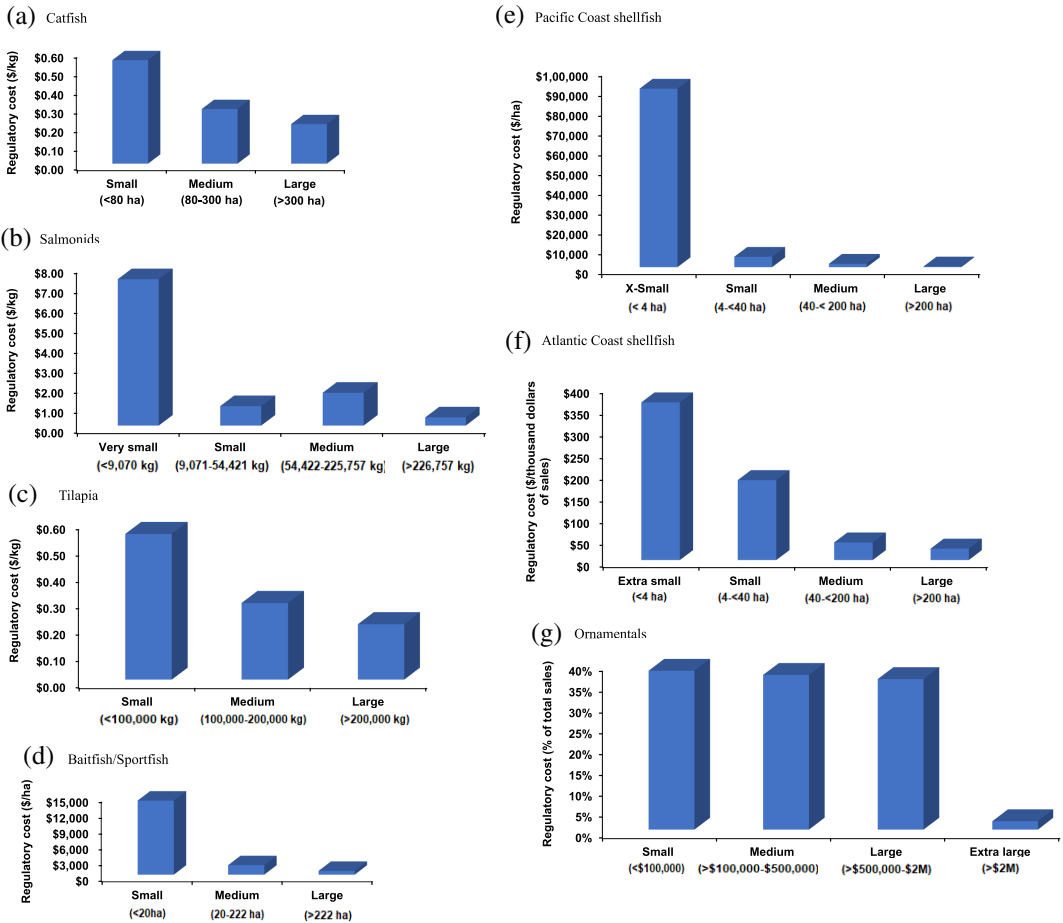 (a) Catfish
Regulatory cost ($/kg)
$0.60
$0.50
$0.40
$0.30
$0.20
$0.10
$0.00
Small Medium Large
(<80 ha) (80-300 ha) (>300 ha)
(b) Salmonids
Regulatory cost ($/kg)
$8.00
$7.00
$6.00
$5.00
$4.00
$3.00
$2.00
$1.00
$0.00
Very small Small Medium Large
(<9,070 kg) (9,071-54,421 kg) (54,422-225,757 kg) (>226,757 kg)
(c) Tilapia
Regulatory cost ($/kg)
$0.60
$0.50
$0.40
$0.30
$0.20
$0.10
$0.00
Small Medium Large
(<100,000 kg) (100,000-200,000 kg) (>200,000 kg)
(d) Baitfish/Sportfish
Regulatory cost ($/ha)
$15,000
$12,000
$9,000
$6,000
$3,000
$0
Small Medium Large
(<20ha) (20-222 ha) (>222 ha)
(e) Pacific Coast shellfish
Regulatory cost ($/ha)
$1,00,000
$90,000
$80,000
$70,000
$60,000
$50,000
$40,000
$30,000
$20,000
$10,000
$0
X-Small Small Medium Large
(< 4 ha) (4-<40 ha) (40-< 200 ha) (>200 ha)
(f) Atlantic Coast shellfish
Regulatory cost ($/thousand dollars
of sales)
$400
$350
$300
$250
$200
$150
$100
$50
$0
Extra small Small Medium Large
(<4 ha) (4-<40 ha) (40-<200 ha) (>200 ha)
(g) Ornamentals
Regulatory cost (% of total sales)
40%
35%
30%
25%
20%
15%
10%
5%
0%
Small Medium Large Extra large
(<$100,000) (>$100,000-$500,000) (>$500,000-$2M) (>$2M)